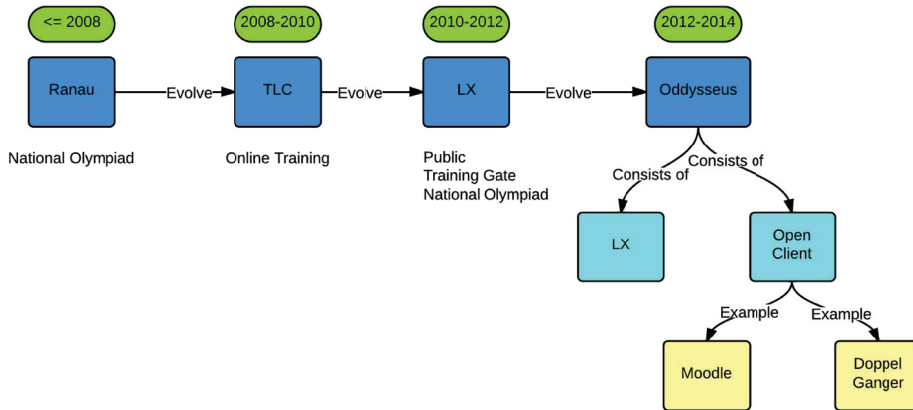 <= 2008
2008-2010
2010-2012
2012-2014
Ranau
Evolve
TLC
Evolve
LX
Evolve
Oddysseus
National Olympiad
Online Training
Public
Training Gate
National Olympiad
Consists of
Consists of
LX
Open
Client
Example
Example
Moodle
Doppel
Ganger